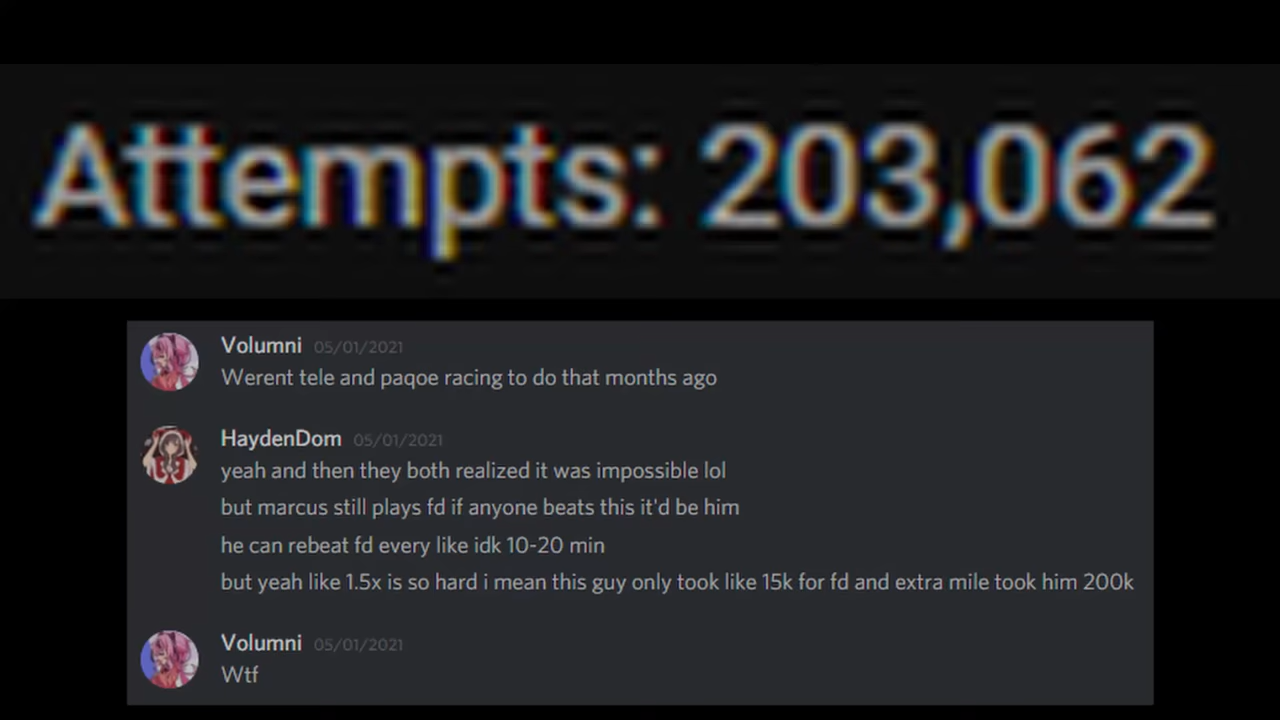 Attempts: 203,062
Volumni 05/01/2021
Werent tele and paqoe racing to do that months ago
HaydenDom 05/01/2021
yeah and then they both realized it was impossible lol
but marcus still plays fd if anyone beats this it'd be him
he can rebeat fd every like idk 10-20 min
but yeah like 1.5x is so hard i mean this guy only took like 15k for fd and extra mile took him 200k
Volumni 05/01/2021
Wtf